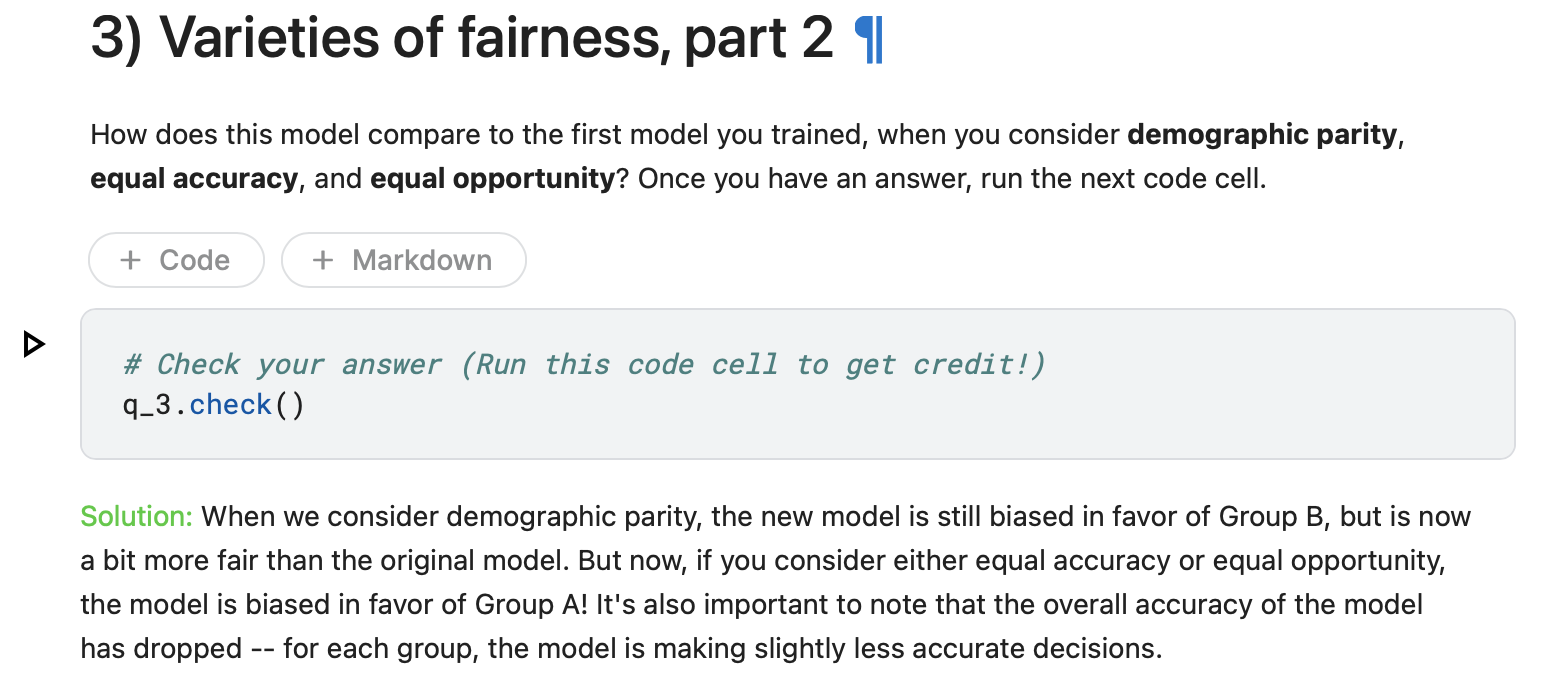 3) Varieties of fairness, part 2 ¶
How does this model compare to the first model you trained, when you consider demographic parity,
equal accuracy, and equal opportunity? Once you have an answer, run the next code cell.
+ Code + Markdown
# Check your answer (Run this code cell to get credit!)
q_3.check()
Solution: When we consider demographic parity, the new model is still biased in favor of Group B, but is now
a bit more fair than the original model. But now, if you consider either equal accuracy or equal opportunity,
the model is biased in favor of Group A! It's also important to note that the overall accuracy of the model
has dropped -- for each group, the model is making slightly less accurate decisions.